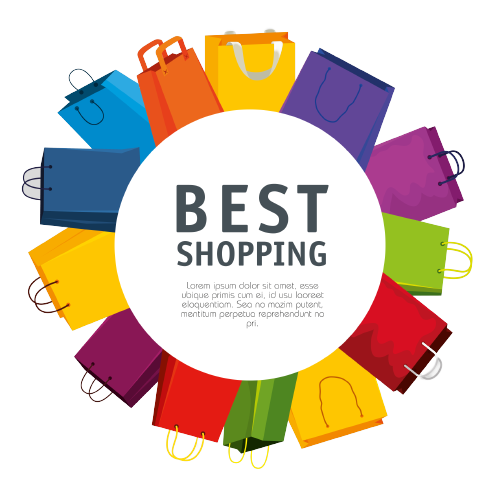 BEST
SHOPPING
Lorem ipsum dolor sit amet, esse
ubique primis cum ei, id usu laoreet
eloquentiam. Sea no mazim putent,
mentitum perpetua reprehendunt no
pri.